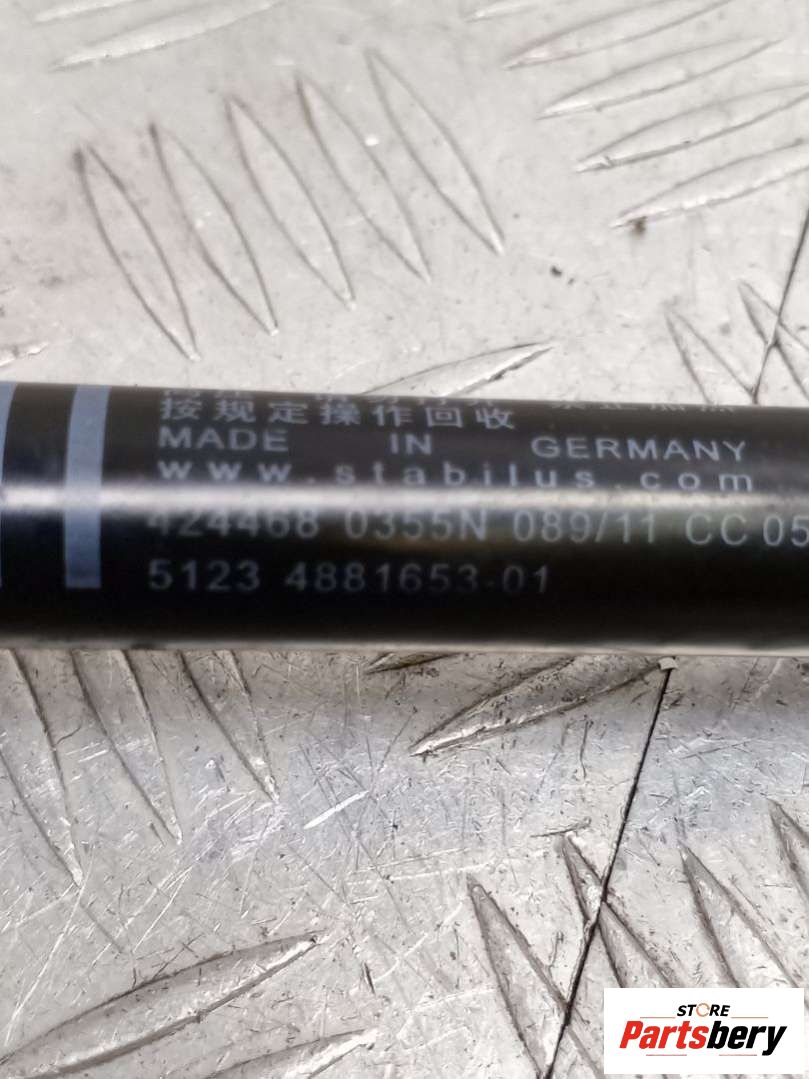 按规定操作回收
MADE IN GERMANY
www.stabilus.com
424468 0355N 089/11 CC 05
5123 4881653-01
STORE
Partsbery